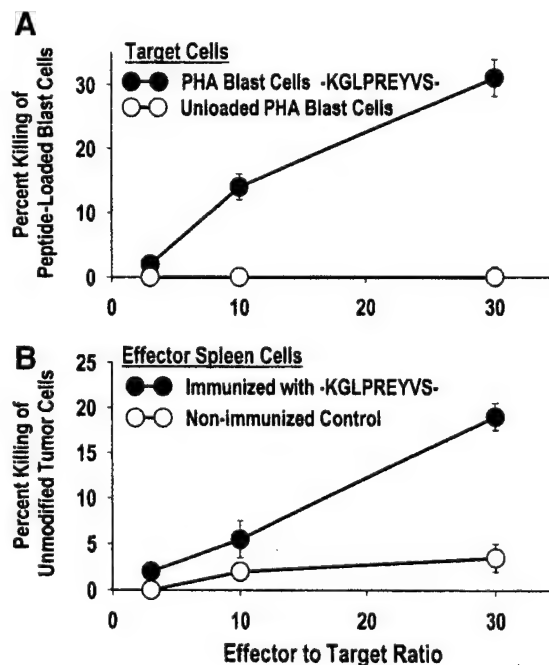 A
Target Cells
PHA Blast Cells -KGLPREYVS-
Unloaded PHA Blast Cells
Percent Killing of
Peptide-Loaded Blast Cells
30
20
10
0
0 10 20 30
B
Effector Spleen Cells
Immunized with -KGLPREYVS-
Non-immunized Control
Percent Killing of
Unmodified Tumor Cells
25
20
15
10
5
0
0 10 20 30
Effector to Target Ratio